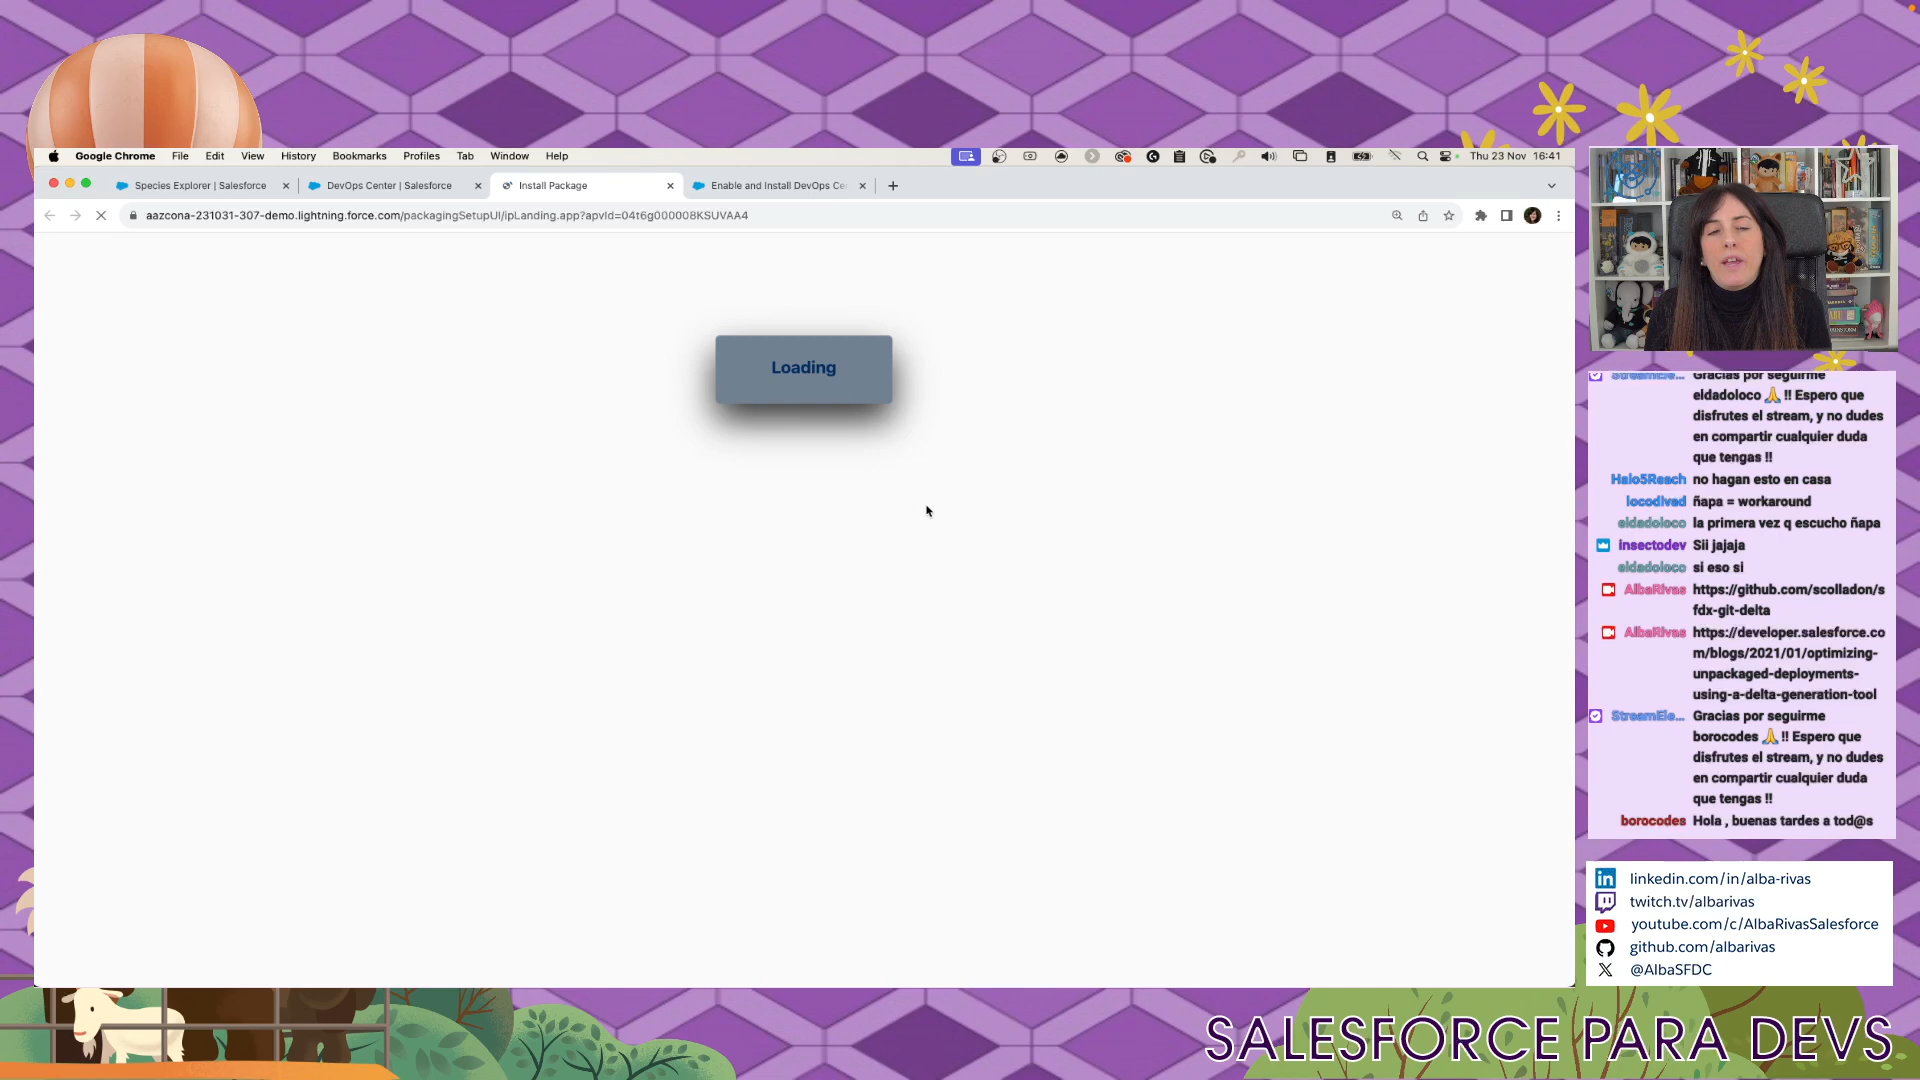 Google Chrome File Edit View History Bookmarks Profiles Tab Window Help Thu 23 Nov 16:41
Species Explorer | Salesforce DevOps Center | Salesforce Install Package Enable and Install DevOps Ce
aazcona-231031-307-demo.lightning.force.com/packagingSetupUI/ipLanding.app?apvId=04t6g000008KSUVAA4
Loading
StreamEle... Gracias por seguirme
eldadoloco 🙏 !! Espero que
disfrutes el stream, y no dudes
en compartir cualquier duda
que tengas !!
Halo5Reach no hagan esto en casa
locodived ñapa = workaround
eldadoloco la primera vez q escucho ñapa
insectodev Sii jajaja
eldadoloco si eso si
AlbaRivas https://github.com/scolladon/s
fdx-git-delta
AlbaRivas https://developer.salesforce.co
m/blogs/2021/01/optimizing-
unpackaged-deployments-
using-a-delta-generation-tool
StreamEle... Gracias por seguirme
borocodes 🙏 !! Espero que
disfrutes el stream, y no dudes
en compartir cualquier duda
que tengas !!
borocodes Hola , buenas tardes a tod@s
linkedin.com/in/alba-rivas
twitch.tv/albarivas
youtube.com/c/AlbaRivasSalesforce
github.com/albarivas
@AlbaSFDC
SALESFORCE PARA DEVS